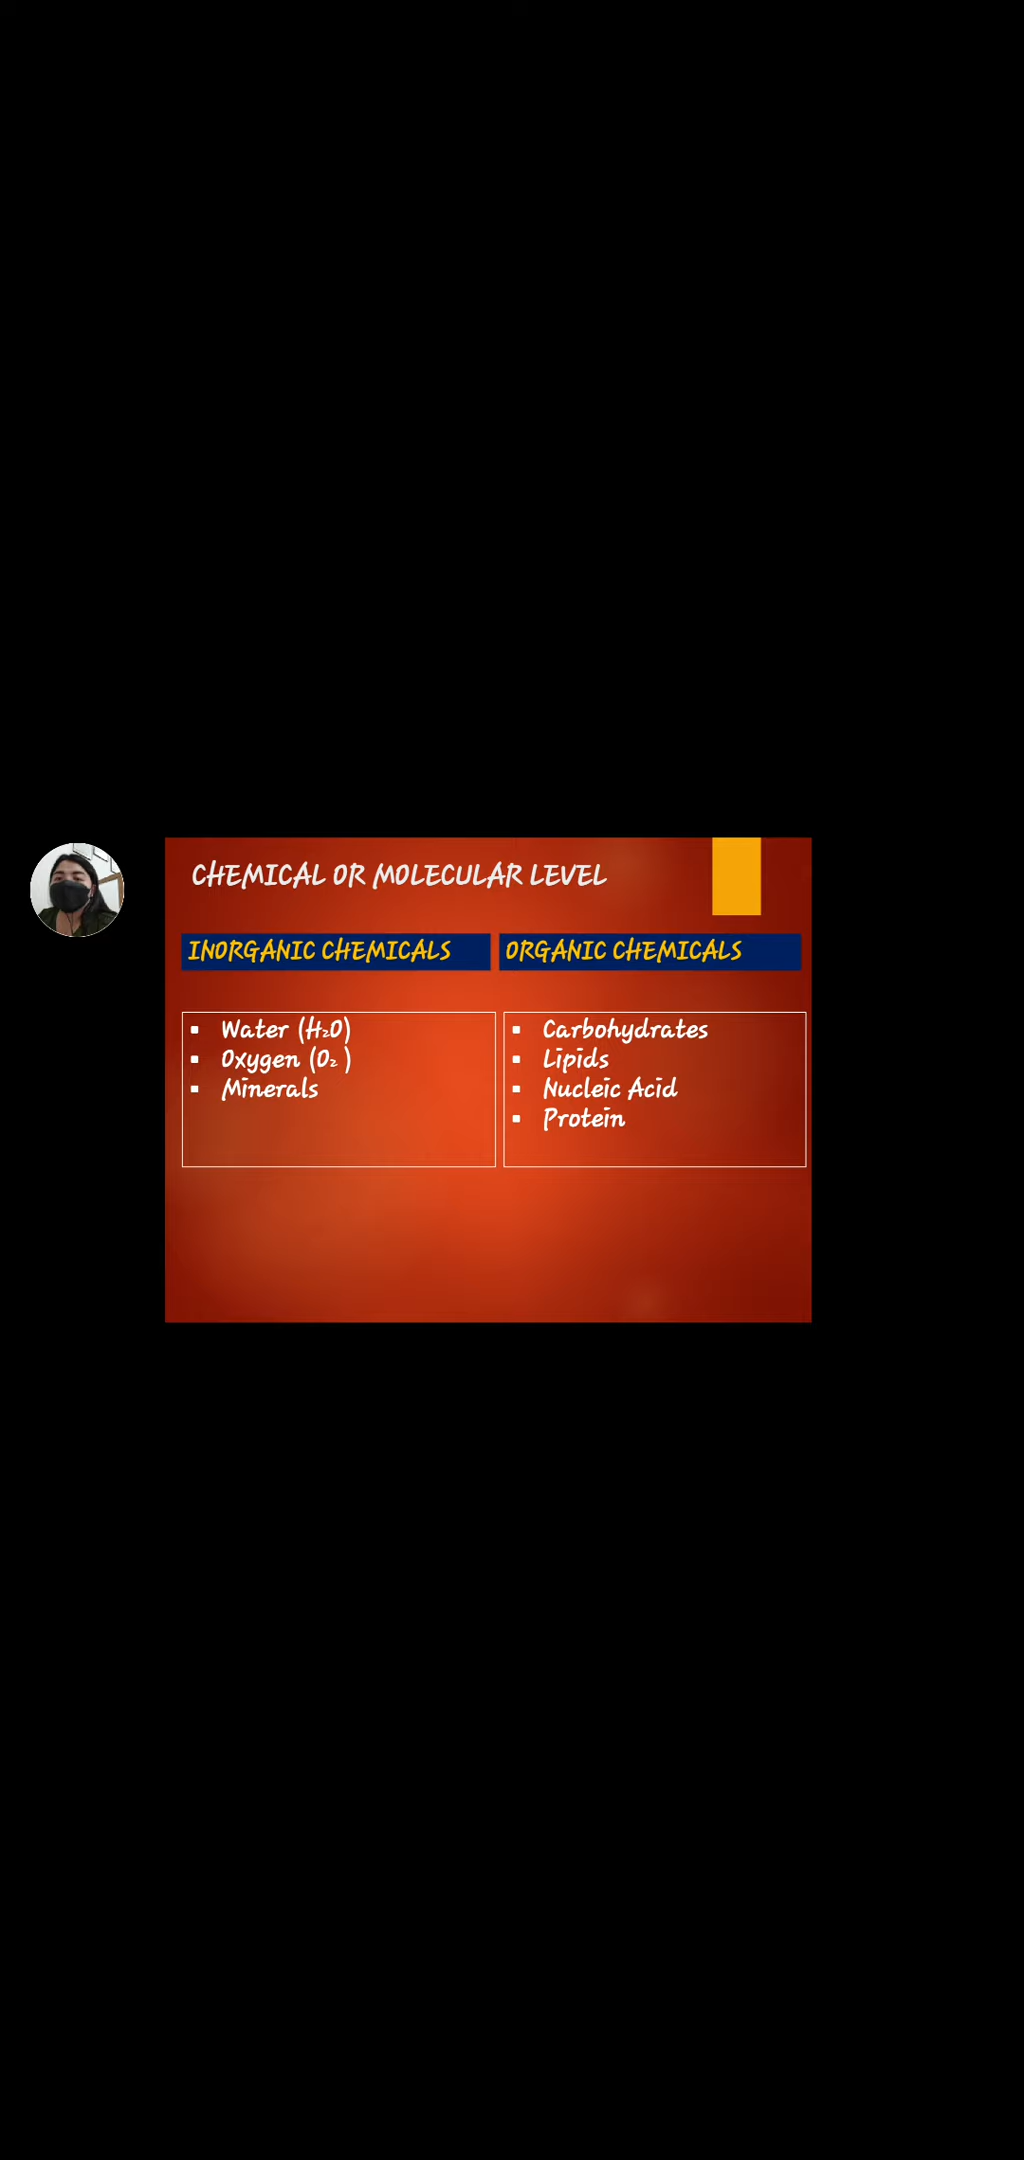 CHEMICAL OR MOLECULAR LEVEL
INORGANIC CHEMICALS
▪ Water (H₂O)
▪ Oxygen (O₂ )
▪ Minerals
ORGANIC CHEMICALS
▪ Carbohydrates
▪ Lipids
▪ Nucleic Acid
▪ Protein